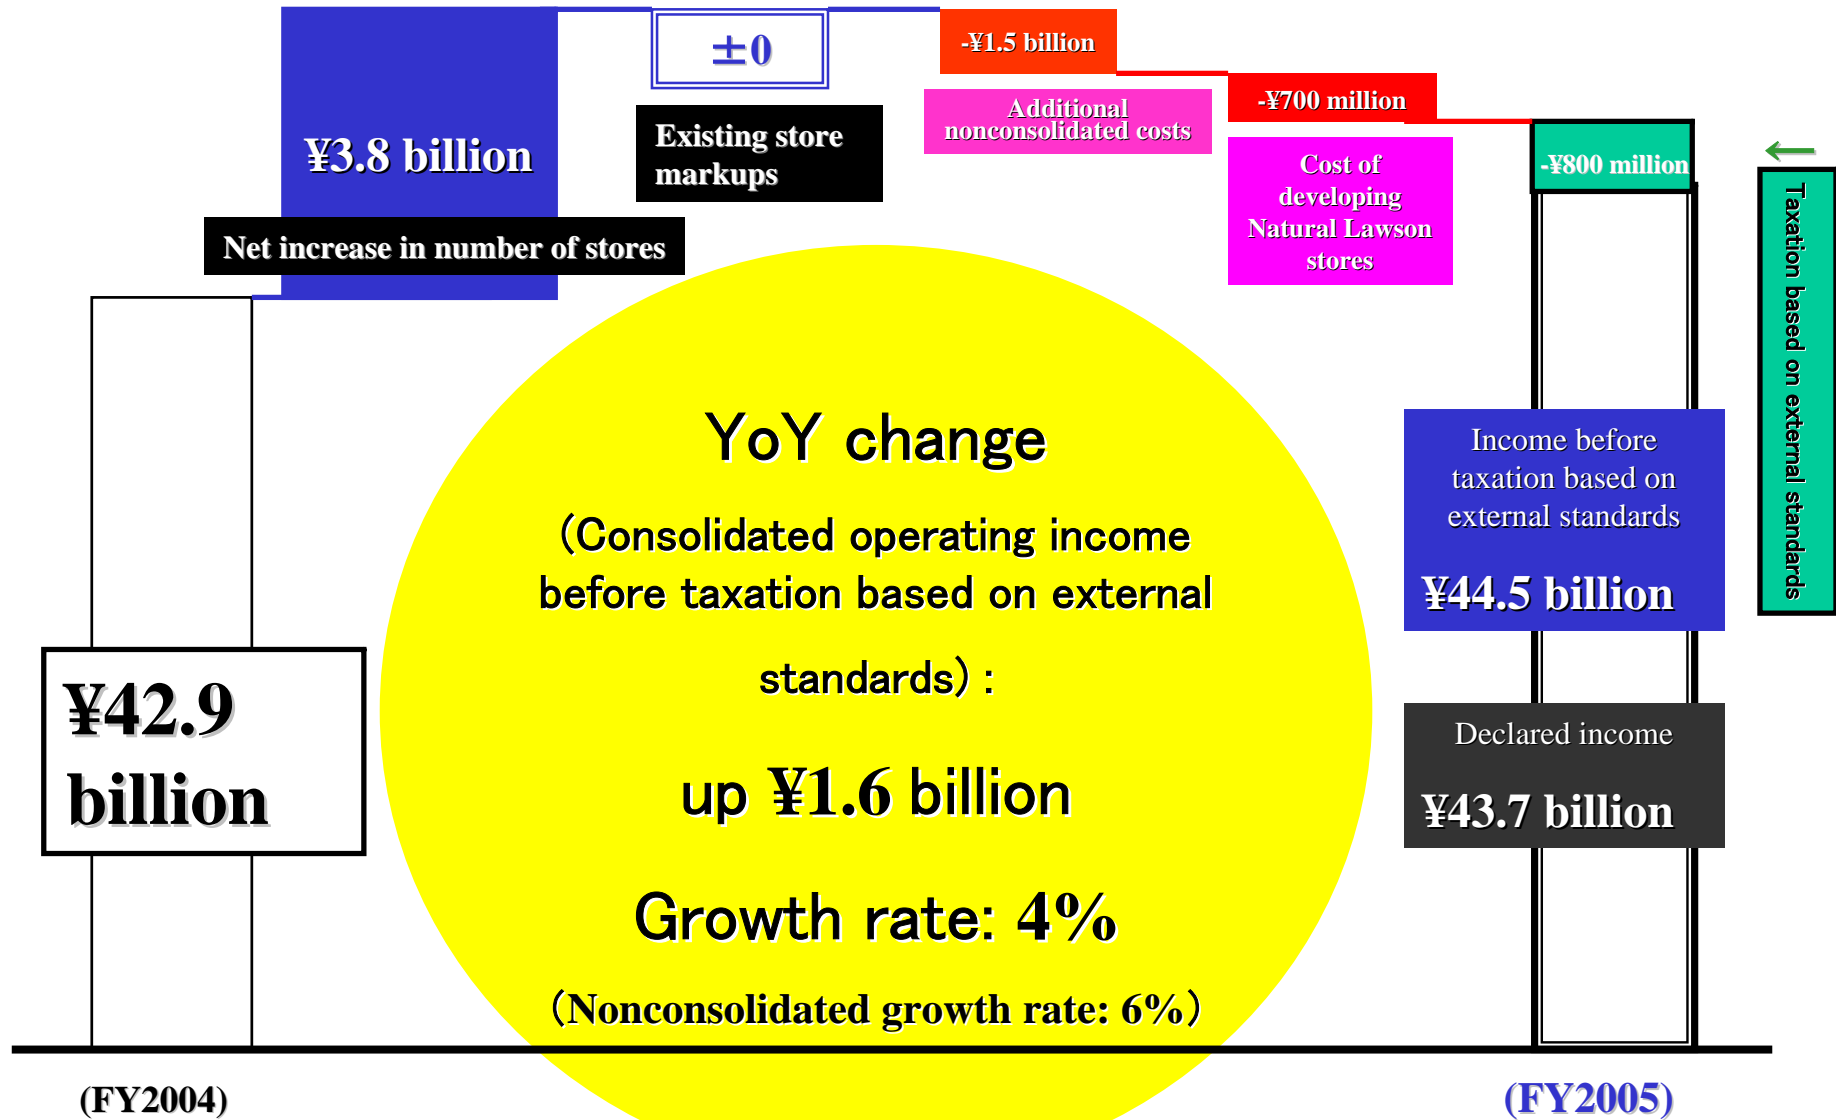 ¥3.8 billion
Net increase in number of stores
±0
Existing store
markups
-¥1.5 billion
Additional
nonconsolidated costs
-¥700 million
Cost of
developing
Natural Lawson
stores
-¥800 million
←
Taxation based on external standards
YoY change
(Consolidated operating income
before taxation based on external
standards) :
up ¥1.6 billion
Growth rate: 4%
(Nonconsolidated growth rate: 6%)
¥42.9
billion
Income before
taxation based on
external standards
¥44.5 billion
Declared income
¥43.7 billion
(FY2004)
(FY2005)